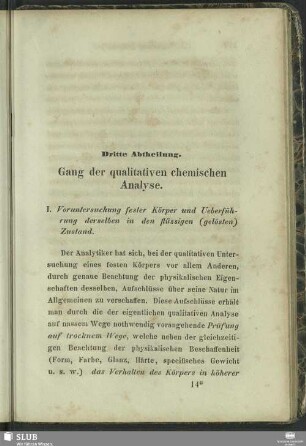 Dritte Abtheilung.
Gang der qualitativen chemischen
Analyse.
I. Voruntersuchung fester Körper und Ueberfüh-
rung derselben in den flüssigen (gelösten)
Zustand.
Der Analytiker hat sich, bei der qualitativen Unter-
suchung eines festen Körpers vor allem Anderen,
durch genaue Beachtung der physikalischen Eigen-
schaften desselben, Aufschlüsse über seine Natur im
Allgemeinen zu verschaffen. Diese Aufschlüsse erhält
man durch die der eigentlichen qualitativen Analyse
auf nassem Wege nothwendig vorangehende Prüfung
auf trocknem Wege, welche neben der gleichzeiti-
gen Beachtung der physikalischen Beschaffenheit
(Form, Farbe, Glanz, Härte, specifisches Gewicht
u. s. w.) das Verhalten des Körpers in höherer
14*
SLUB